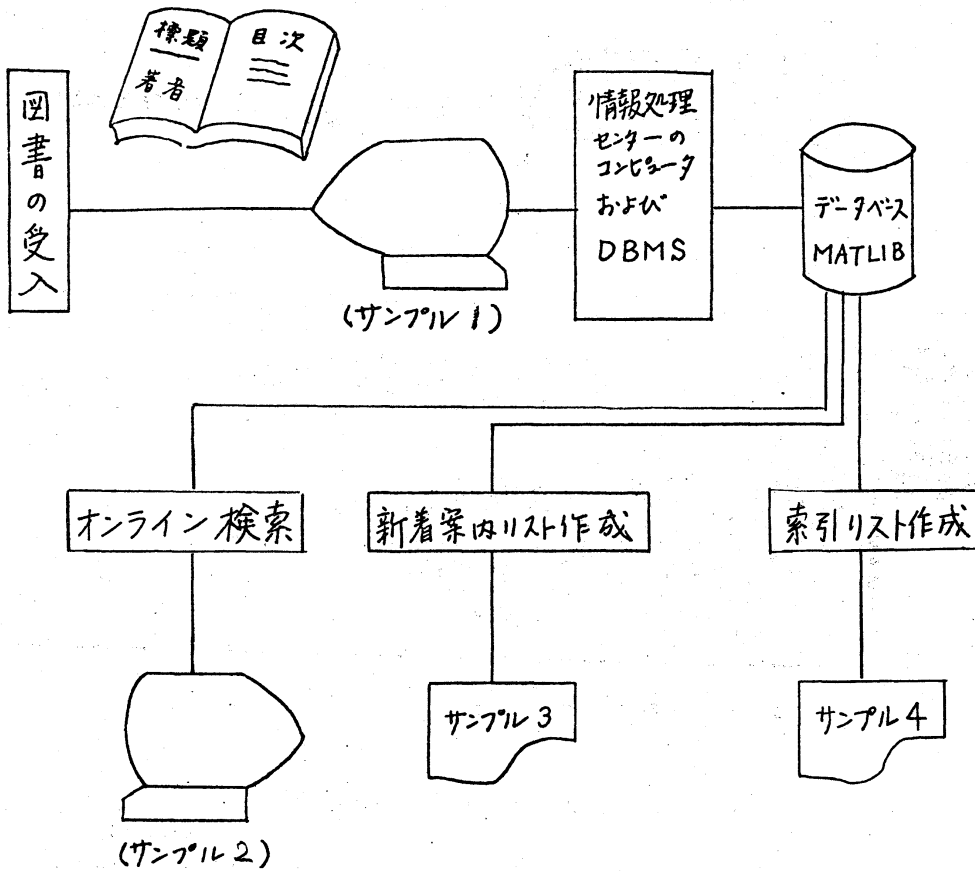 標題
著者
目次
図書の受入
情報処理
センターの
コンピュータ
および
DBMS
データベース
MATLIB
(サンプル1)
オンライン検索
新着案内リスト作成
索引リスト作成
サンプル3
サンプル4
(サンプル2)